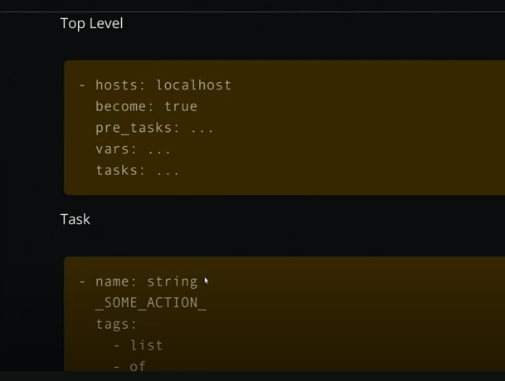 Top Level
- hosts: localhost
become: true
pre_tasks: ...
vars: ...
tasks: ...
Task
- name: string
_SOME_ACTION_
tags:
- list
- of